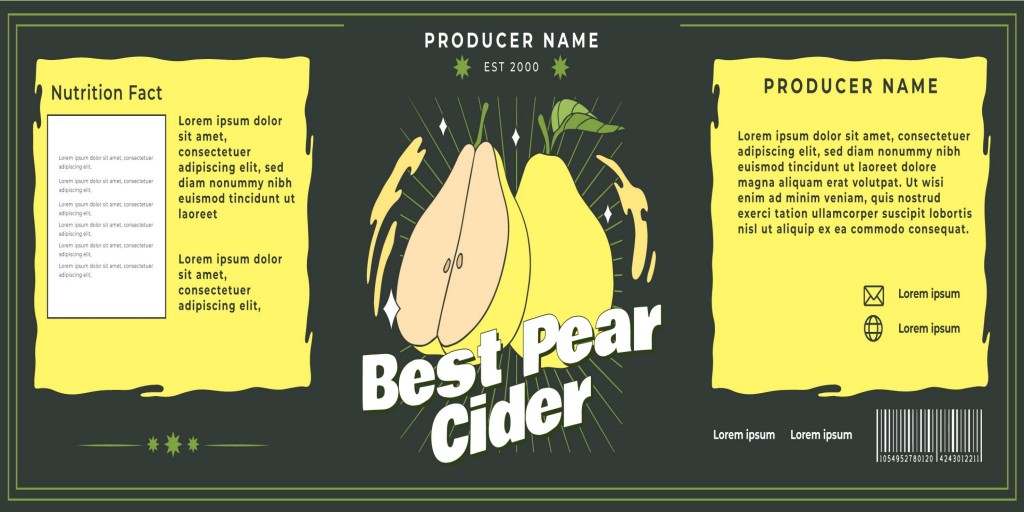 PRODUCER NAME
EST 2000
Best Pear
Cider
Nutrition Fact
Lorem ipsum dolor sit amet, consectetuer
adipiscing elit,
Lorem ipsum dolor sit amet, consectetuer
adipiscing elit,
Lorem ipsum dolor sit amet, consectetuer
adipiscing elit,
Lorem ipsum dolor sit amet, consectetuer
adipiscing elit,
Lorem ipsum dolor sit amet, consectetuer
adipiscing elit,
Lorem ipsum dolor sit amet, consectetuer
adipiscing elit,
Lorem ipsum dolor
sit amet,
consectetuer
adipiscing elit, sed
diam nonummy nibh
euismod tincidunt ut
laoreet
Lorem ipsum dolor
sit amet,
consectetuer
adipiscing elit,
PRODUCER NAME
Lorem ipsum dolor sit amet, consectetuer
adipiscing elit, sed diam nonummy nibh
euismod tincidunt ut laoreet dolore
magna aliquam erat volutpat. Ut wisi
enim ad minim veniam, quis nostrud
exerci tation ullamcorper suscipit lobortis
nisl ut aliquip ex ea commodo consequat.
Lorem ipsum
Lorem ipsum
Lorem ipsum Lorem ipsum
1054952780120 4243012211